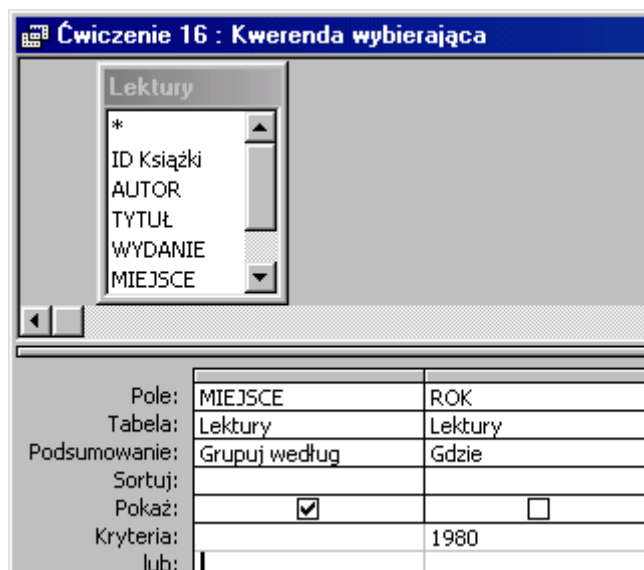 Ćwiczenie 16 : Kwerenda wybierająca
Lektury
*
ID Książki
AUTOR
TYTUŁ
WYDANIE
MIEJSCE
Pole: MIEJSCE ROK
Tabela: Lektury Lektury
Podsumowanie: Grupuj według Gdzie
Sortuj:
Pokaż:
Kryteria: 1980
lub: